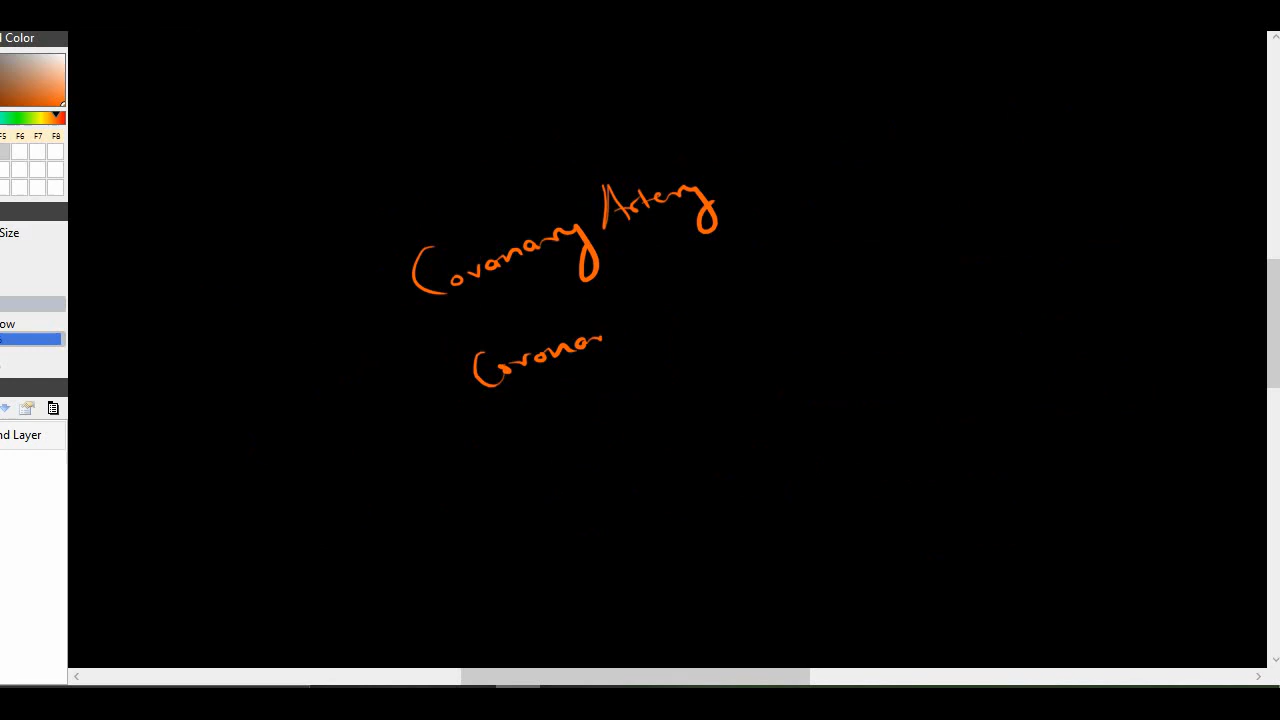 l Color
F5 F6 F7 F8
Size
ow
nd Layer
Coronary Artery
Corona